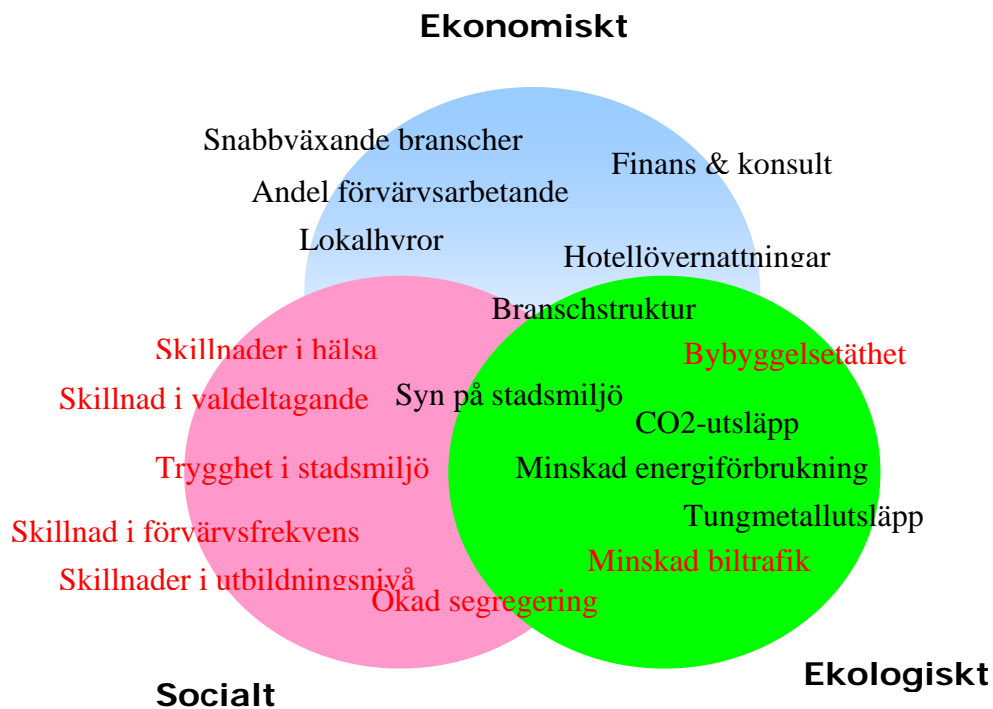 Ekonomiskt
Snabbväxande branscher
Finans & konsult
Andel förvärvsarbetande
Lokalhyror
Hotellövernattningar
Branschstruktur
Skillnader i hälsa
Bybyggelsetäthet
Skillnad i valdeltagande
Syn på stadsmiljö
CO2-utsläpp
Trygghet i stadsmiljö
Minskad energiförbrukning
Tungmetallutsläpp
Skillnad i förvärvsfrekvens
Minskad biltrafik
Skillnader i utbildningsnivå
Ökad segregering
Ekologiskt
Socialt